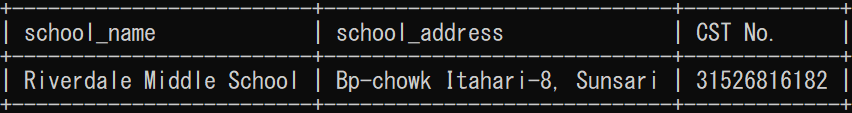 +-------------------------+----------------------------+-------------+
| school_name             | school_address             | CST No.     |
+-------------------------+----------------------------+-------------+
| Riverdale Middle School | Bp-chowk Itahari-8, Sunsari | 31526816182 |
+-------------------------+----------------------------+-------------+